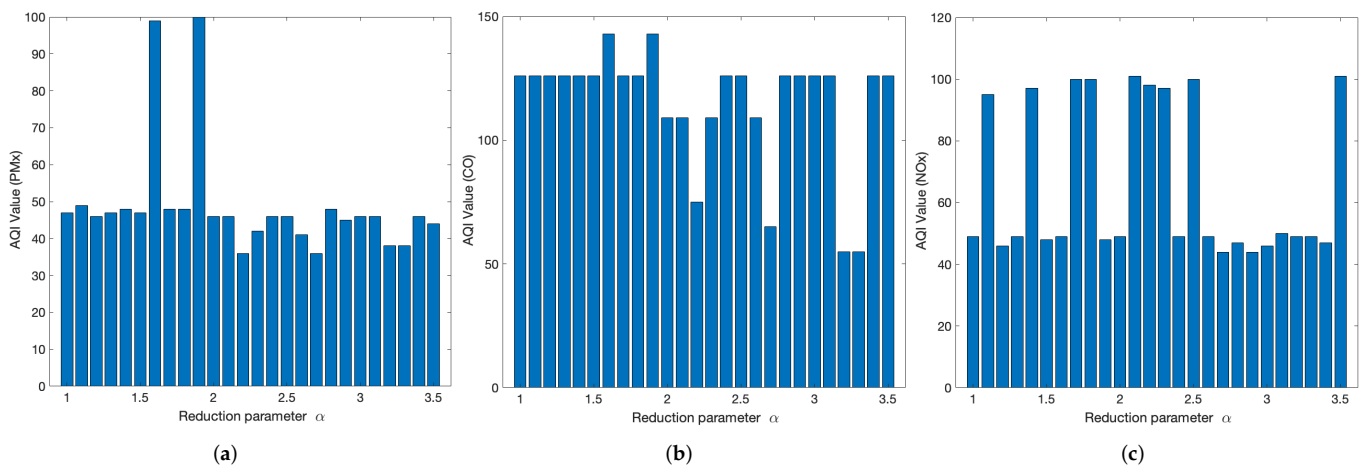 AQI Value (PMx)
100
90
80
70
60
50
40
30
20
10
0
1 1.5 2 2.5 3 3.5
Reduction parameter α
(a)
AQI Value (CO)
150
100
50
0
1 1.5 2 2.5 3 3.5
Reduction parameter α
(b)
AQI Value (NOx)
120
100
80
60
40
20
0
1 1.5 2 2.5 3 3.5
Reduction parameter α
(c)